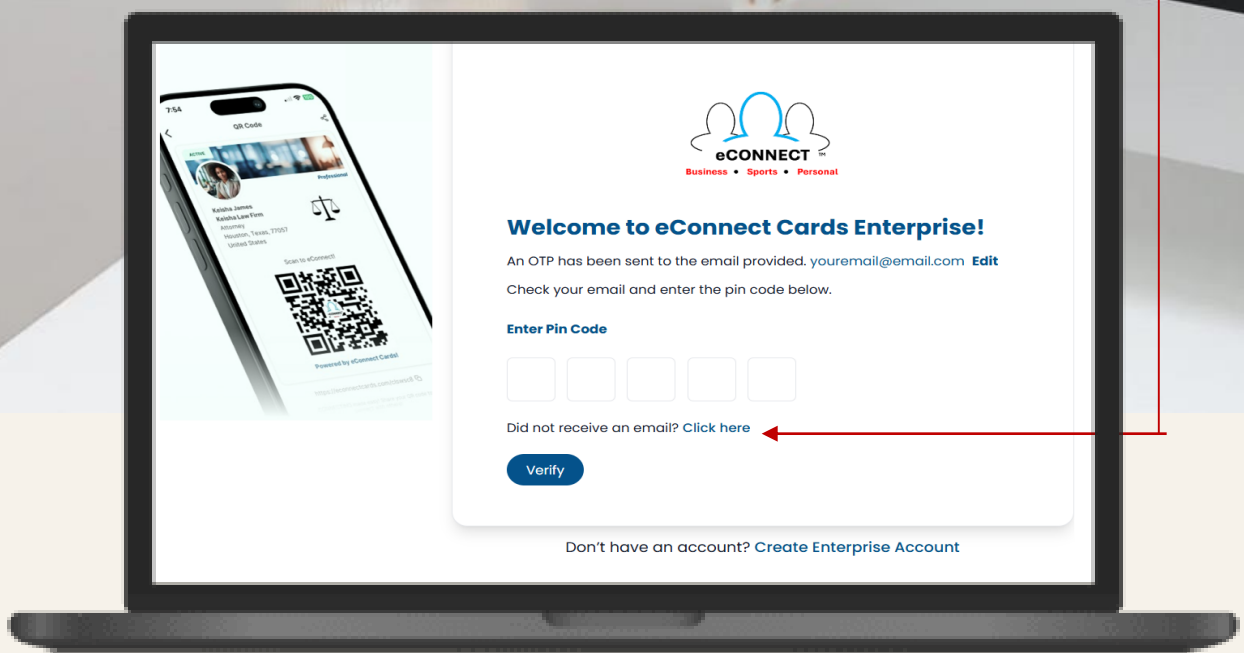 7:54
QR Code
ACTIVE
Professional
Keisha James
Keisha Law Firm
Attorney
Houston, Texas, 77057
United States
Scan to eConnect
Powered by eConnect Cards!
eCONNECT ™
Business • Sports • Personal
Welcome to eConnect Cards Enterprise!
An OTP has been sent to the email provided. youremail@email.com Edit
Check your email and enter the pin code below.
Enter Pin Code
Did not receive an email? Click here
Verify
Don't have an account? Create Enterprise Account